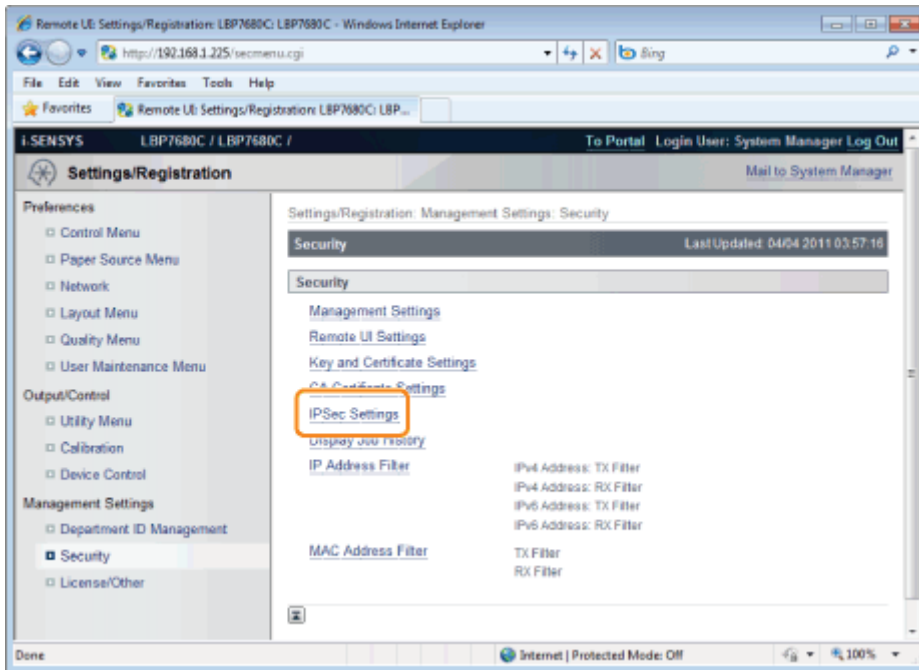 Remote UI: Settings/Registration: LBP7680C: LBP7680C - Windows Internet Explorer
http://192.168.1.225/secmenu.cgi
Bing
File Edit View Favorites Tools Help
Favorites
Remote UI: Settings/Registration: LBP7680C: LBP...
i-SENSYS LBP7680C / LBP7680C /
To Portal Login User: System Manager Log Out
Settings/Registration
Mail to System Manager
Preferences
Control Menu
Paper Source Menu
Network
Layout Menu
Quality Menu
User Maintenance Menu
Output/Control
Utility Menu
Calibration
Device Control
Management Settings
Department ID Management
Security
License/Other
Settings/Registration: Management Settings: Security
Security Last Updated: 04/04 2011 03:57:16
Security
Management Settings
Remote UI Settings
Key and Certificate Settings
CA Certificate Settings
IPSec Settings
Display Job History
IP Address Filter IPv4 Address: TX Filter
IPv4 Address: RX Filter
IPv6 Address: TX Filter
IPv6 Address: RX Filter
MAC Address Filter TX Filter
RX Filter
Done
Internet | Protected Mode: Off
100%